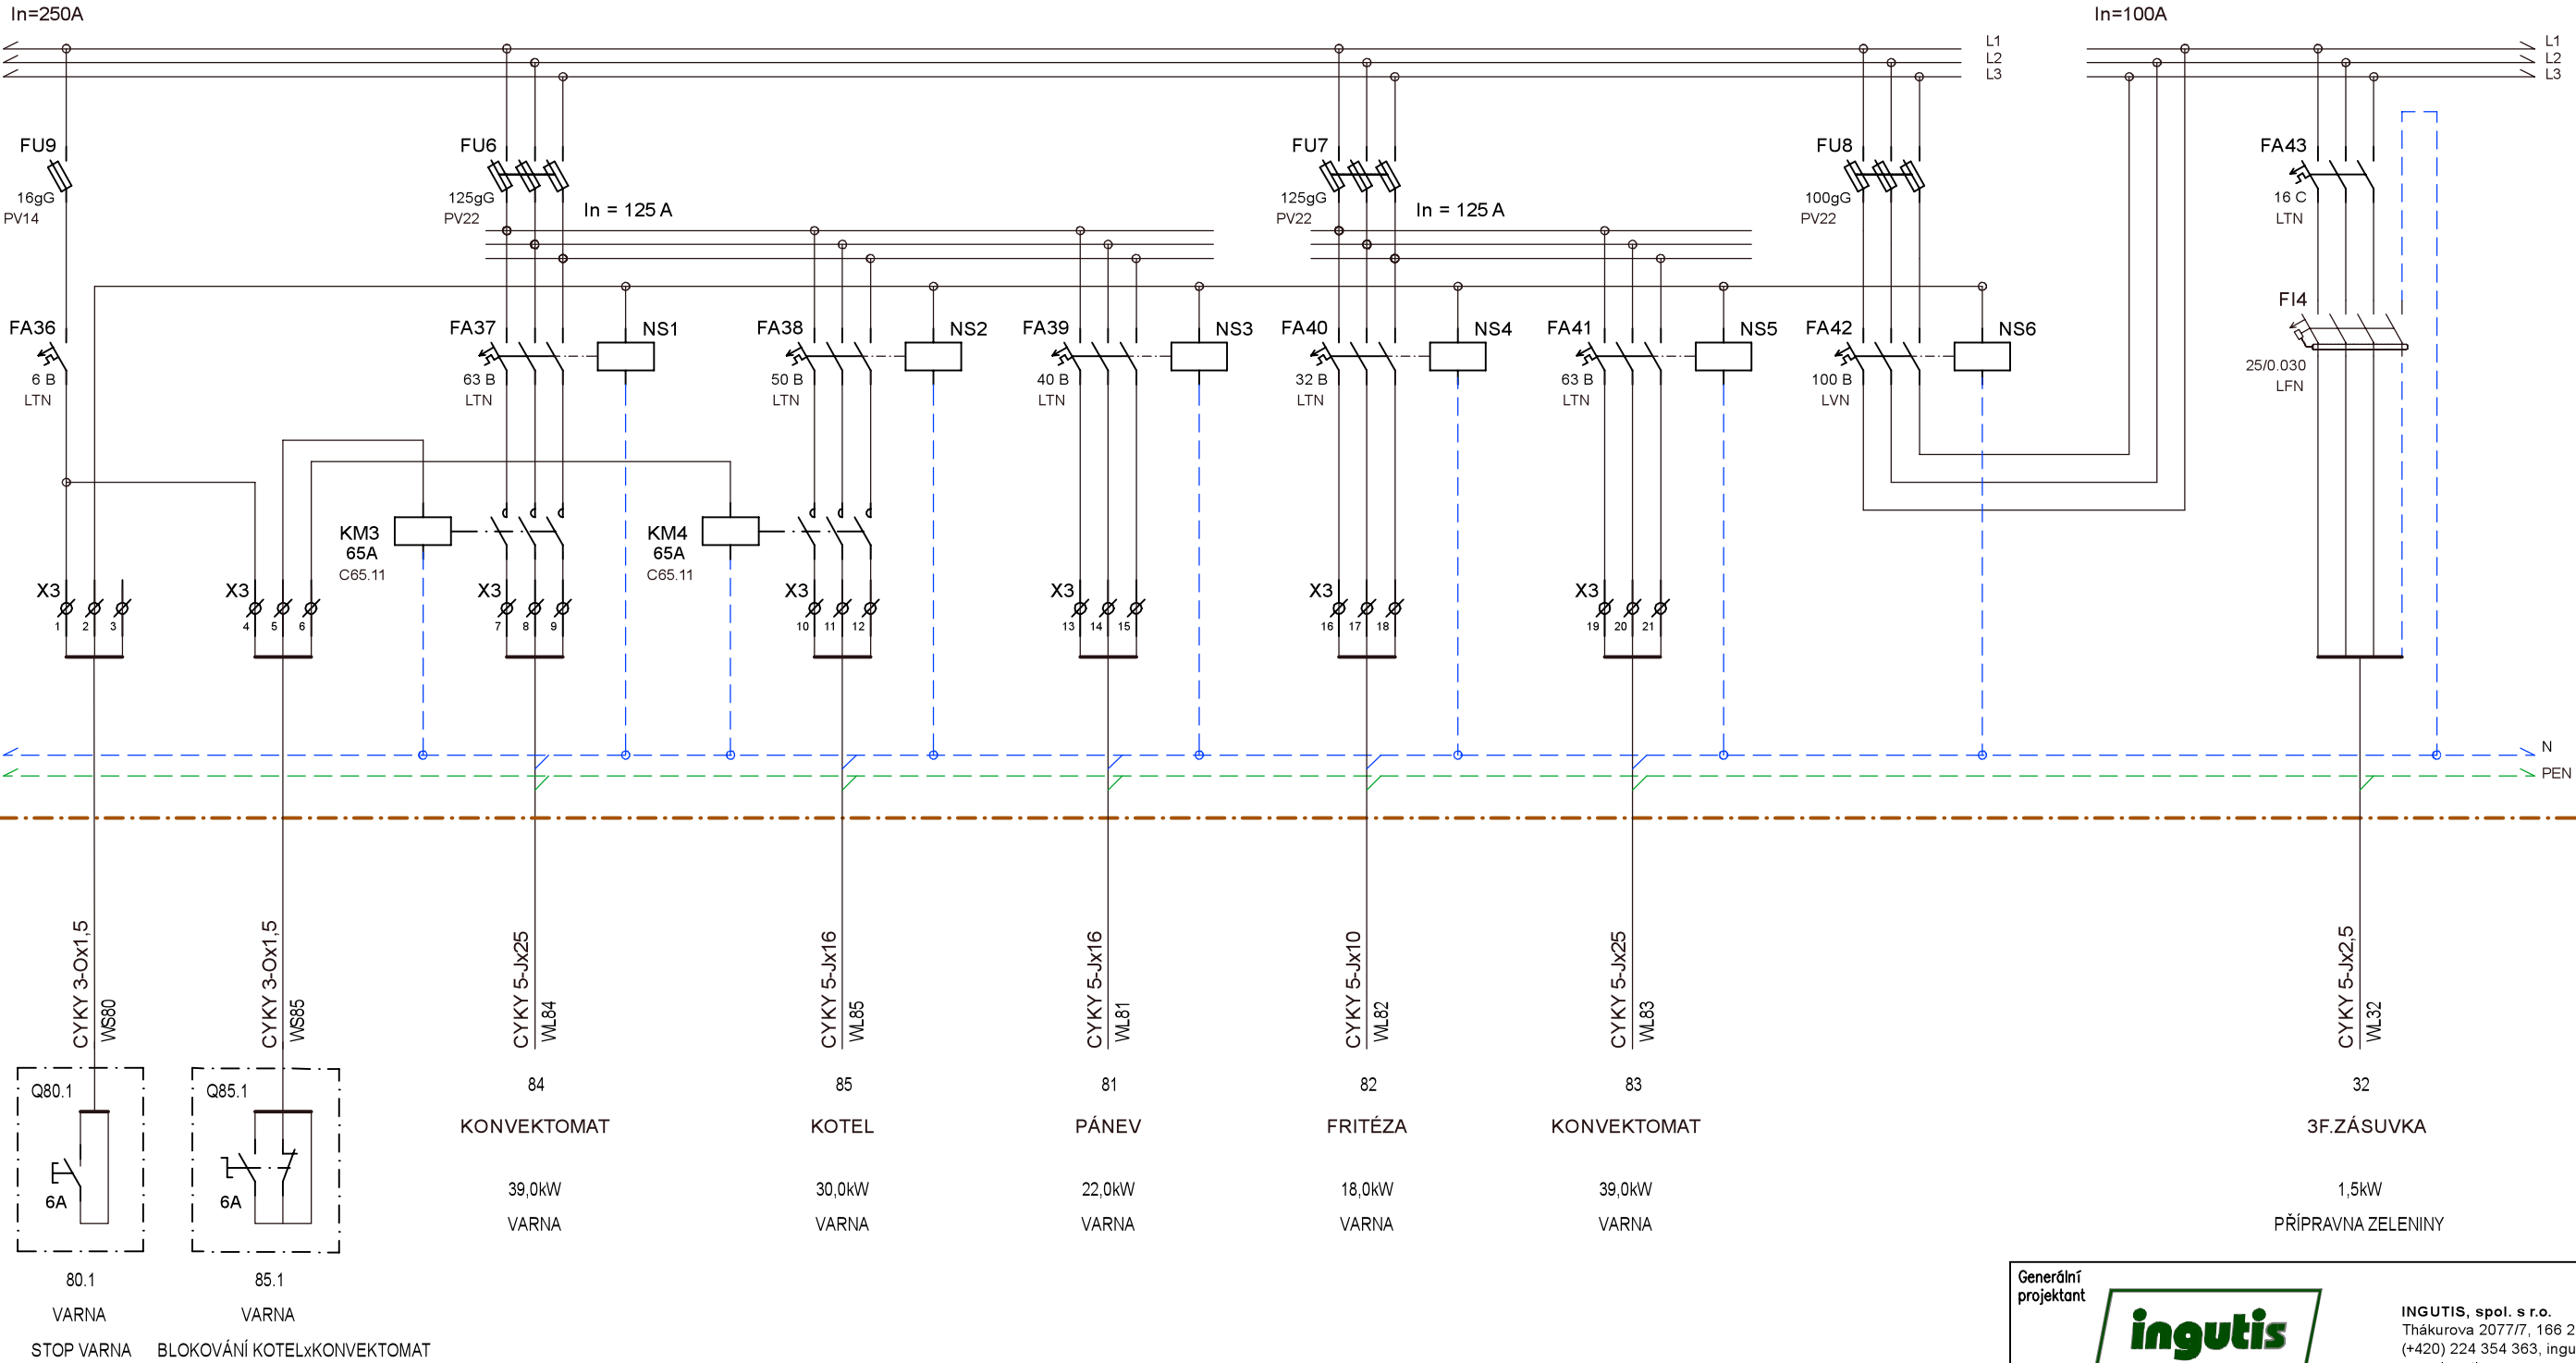 In=250A
In=100A
L1
L2
L3
L1
L2
L3
FU9
16gG
PV14
FU6
125gG
PV22
In = 125 A
FU7
125gG
PV22
In = 125 A
FU8
100gG
PV22
FA43
16 C
LTN
FI4
25/0.030
LFN
FA36
6 B
LTN
FA37
63 B
LTN
NS1
FA38
50 B
LTN
NS2
FA39
40 B
LTN
NS3
FA40
32 B
LTN
NS4
FA41
63 B
LTN
NS5
FA42
100 B
LVN
NS6
KM3
65A
C65.11
KM4
65A
C65.11
X3
1 2 3
X3
4 5 6
X3
7 8 9
X3
10 11 12
X3
13 14 15
X3
16 17 18
X3
19 20 21
N
PEN
CYKY 3-Ox1,5
WS80
CYKY 3-Ox1,5
WS85
CYKY 5-Jx25
WL84
CYKY 5-Jx16
WL85
CYKY 5-Jx16
WL81
CYKY 5-Jx10
WL82
CYKY 5-Jx25
WL83
CYKY 5-Jx2,5
WL32
Q80.1
6A
80.1
VARNA
STOP VARNA
Q85.1
6A
85.1
VARNA
BLOKOVÁNÍ KOTELxKONVEKTOMAT
84
KONVEKTOMAT
39,0kW
VARNA
85
KOTEL
30,0kW
VARNA
81
PÁNEV
22,0kW
VARNA
82
FRITÉZA
18,0kW
VARNA
83
KONVEKTOMAT
39,0kW
VARNA
32
3F.ZÁSUVKA
1,5kW
PŘÍPRAVNA ZELENINY
Generální
projektant
ingutis
INGUTIS, spol. s r.o.
Thákurova 2077/7, 166 2
(+420) 224 354 363, ingu